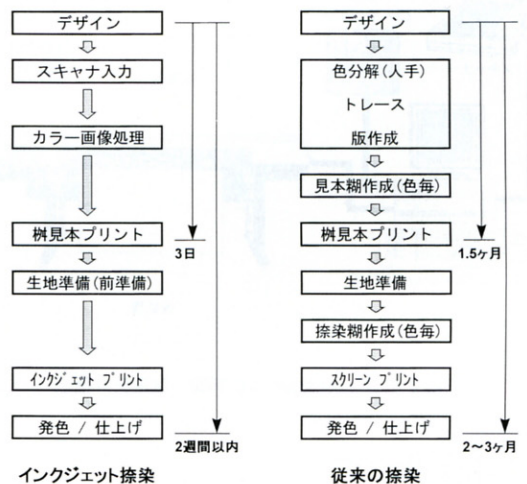 デザイン
スキャナ入力
カラー画像処理
桝見本プリント
3日
生地準備(前準備)
インクジェット プリント
発色 / 仕上げ
2週間以内
インクジェット捺染
デザイン
色分解(人手)
トレース
版作成
見本糊作成(色毎)
桝見本プリント
1.5ヶ月
生地準備
捺染糊作成(色毎)
スクリーン プリント
発色 / 仕上げ
2〜3ヶ月
従来の捺染